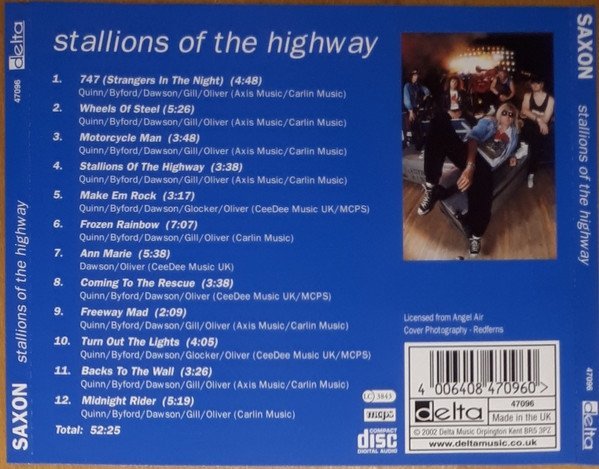 delta
47096
stallions of the highway
SAXON
stallions of the highway
1. 747 (Strangers In The Night) (4:48)
Quinn/Byford/Dawson/Gill/Oliver (Axis Music/Carlin Music)
2. Wheels Of Steel (5:26)
Quinn/Byford/Dawson/Gill/Oliver (Axis Music/Carlin Music)
3. Motorcycle Man (3:48)
Quinn/Byford/Dawson/Gill/Oliver (Axis Music/Carlin Music)
4. Stallions Of The Highway (3:38)
Quinn/Byford/Dawson/Gill/Oliver (Axis Music/Carlin Music)
5. Make Em Rock (3:17)
Quinn/Byford/Dawson/Glocker/Oliver (CeeDee Music UK/MCPS)
6. Frozen Rainbow (7:07)
Quinn/Byford/Dawson/Gill/Oliver (Carlin Music)
7. Ann Marie (5:38)
Dawson/Oliver (CeeDee Music UK)
8. Coming To The Rescue (3:38)
Quinn/Byford/Dawson/Oliver (CeeDee Music UK/MCPS)
9. Freeway Mad (2:09)
Quinn/Byford/Dawson/Gill/Oliver (Axis Music/Carlin Music)
10. Turn Out The Lights (4:05)
Quinn/Byford/Dawson/Glocker/Oliver (CeeDee Music UK/MCPS)
11. Backs To The Wall (3:26)
Quinn/Byford/Dawson/Gill/Oliver (Axis Music/Carlin Music)
12. Midnight Rider (5:19)
Quinn/Byford/Dawson/Gill/Oliver (Carlin Music)
Total: 52:25
Licensed from Angel Air
Cover Photography - Redferns
LC 3843
mcps
COMPACT
disc
DIGITAL AUDIO
4 006408 470960 >
delta
47096
Made in the UK
© 2002 Delta Music Orpington Kent BR5 3PZ
www.deltamusic.co.uk
SAXON
stallions of the highway
47096
delta